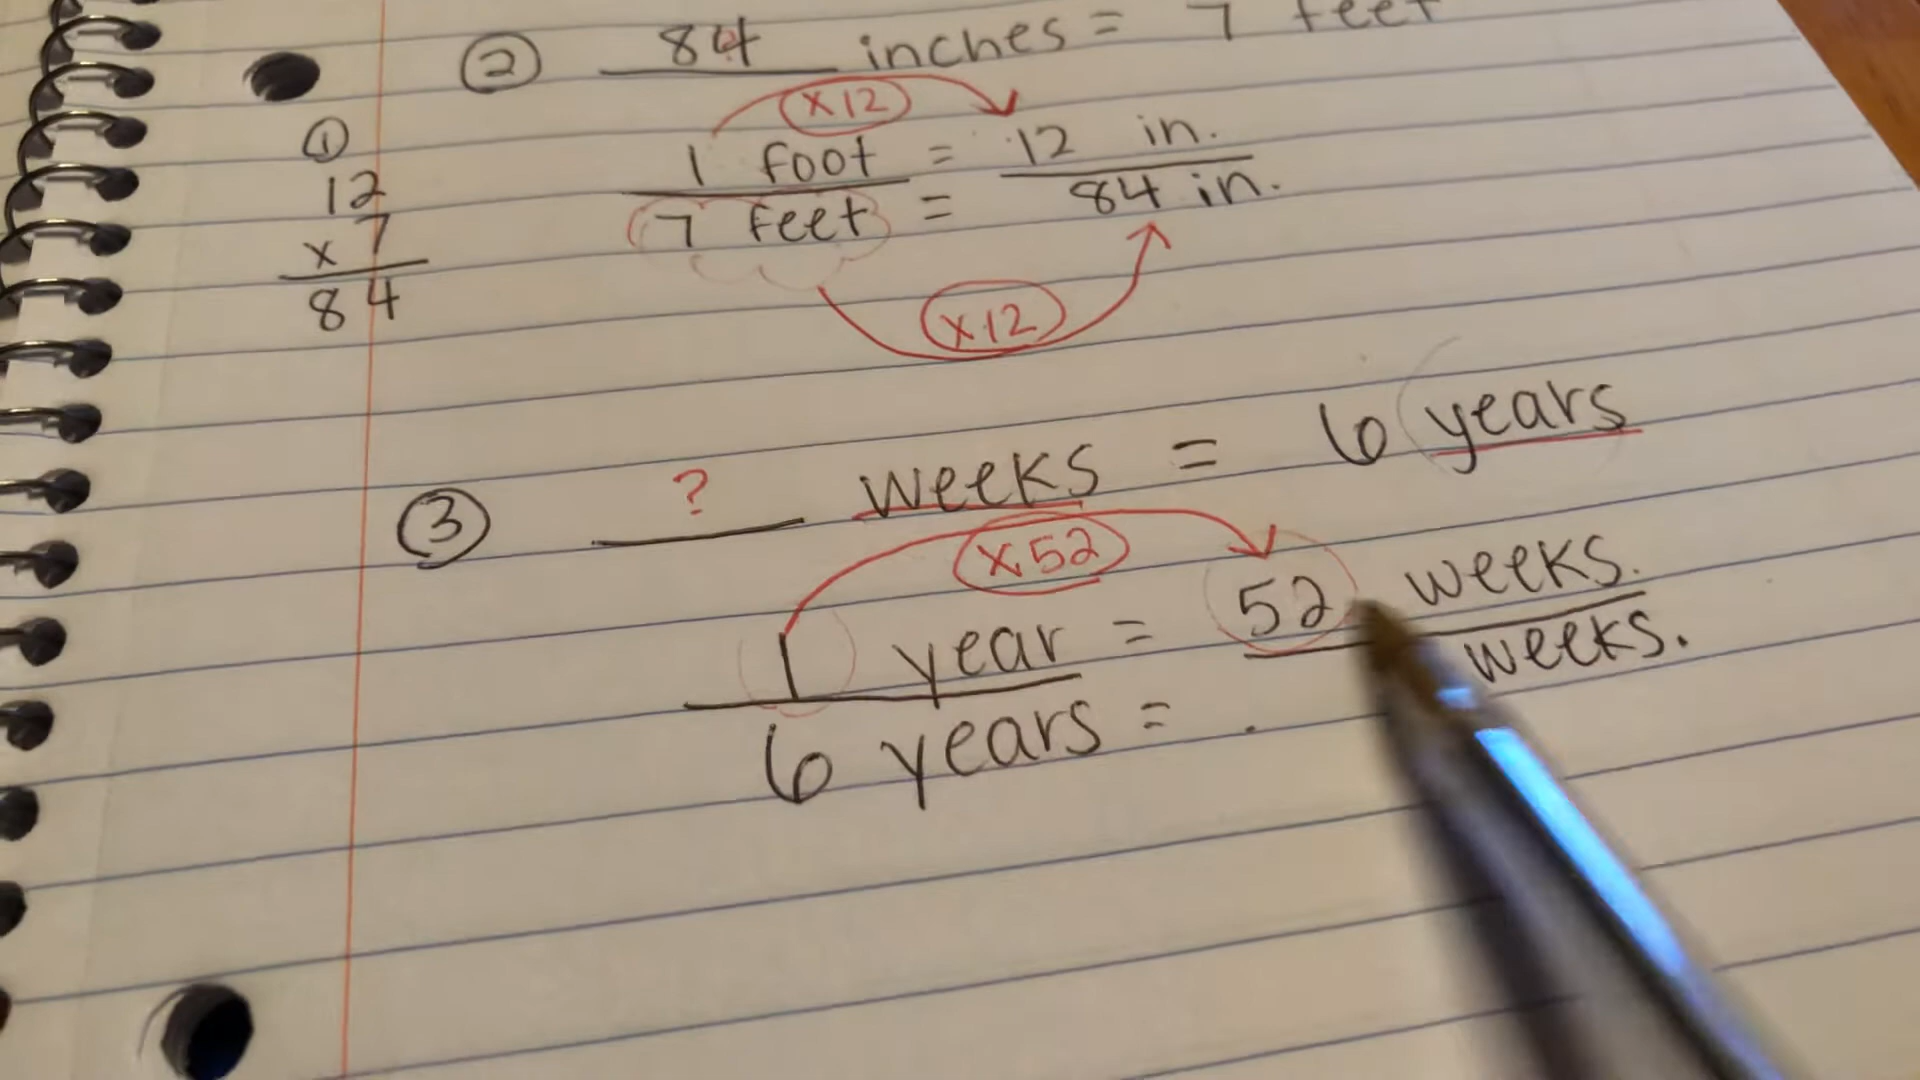 ② 84 inches = 7 feet
x12
① 1 foot = 12 in.
12
x 7
7 feet = 84 in.
84
x12
③ ? weeks = 6 years
x52
1 year = 52 weeks.
6 years = . weeks.